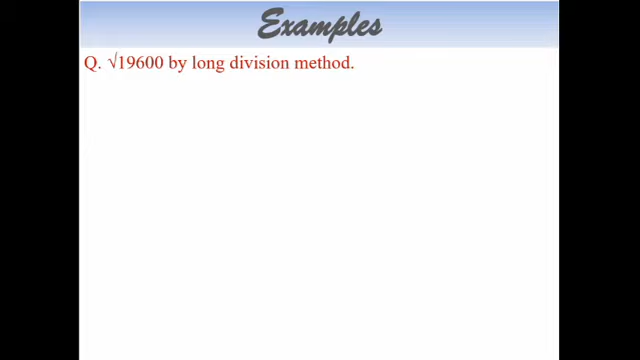 Examples
Q. √19600 by long division method.